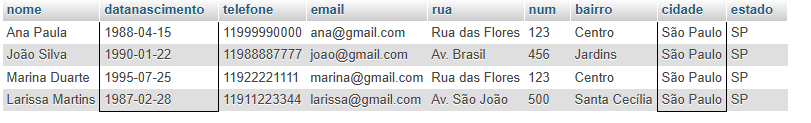 nome datanascimento telefone email rua num bairro cidade estado
Ana Paula 1988-04-15 11999990000 ana@gmail.com Rua das Flores 123 Centro São Paulo SP
João Silva 1990-01-22 11988887777 joao@gmail.com Av. Brasil 456 Jardins São Paulo SP
Marina Duarte 1995-07-25 11922221111 marina@gmail.com Rua das Flores 123 Centro São Paulo SP
Larissa Martins 1987-02-28 11911223344 larissa@gmail.com Av. São João 500 Santa Cecília São Paulo SP